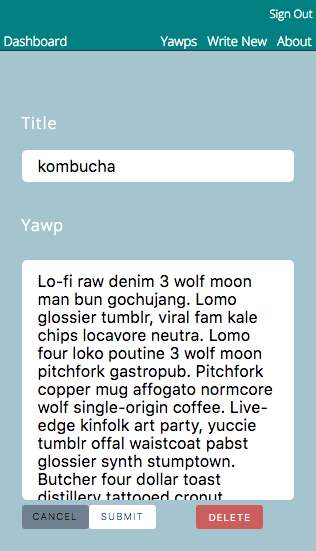 Sign Out
Dashboard Yawps Write New About
Title
kombucha
Yawp
Lo-fi raw denim 3 wolf moon
man bun gochujang. Lomo
glossier tumblr, viral fam kale
chips locavore neutra. Lomo
four loko poutine 3 wolf moon
pitchfork gastropub. Pitchfork
copper mug affogato normcore
wolf single-origin coffee. Live-
edge kinfolk art party, yuccie
tumblr offal waistcoat pabst
glossier synth stumptown.
Butcher four dollar toast
distillery tattooed cronut
CANCEL SUBMIT DELETE